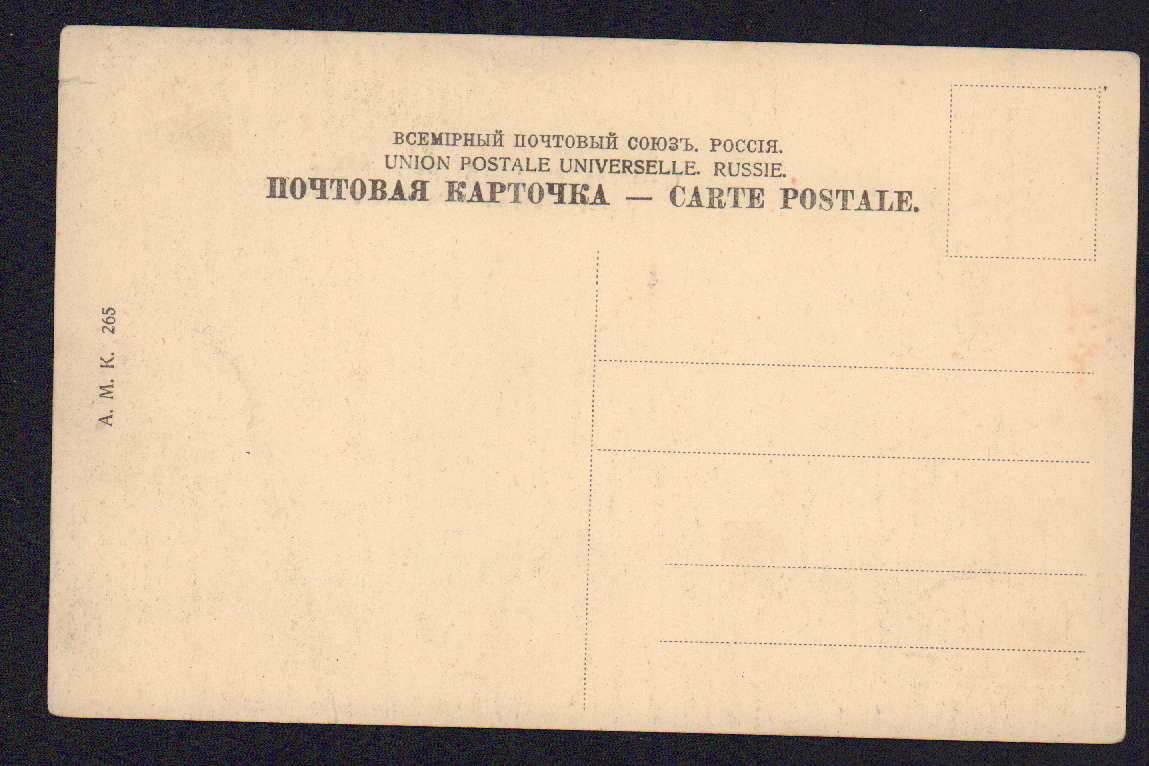 ВСЕМІРНЫЙ ПОЧТОВЫЙ СОЮЗЪ. РОССІЯ.
UNION POSTALE UNIVERSELLE. RUSSIE.
ПОЧТОВАЯ КАРТОЧКА — CARTE POSTALE.
А. М. К. 265